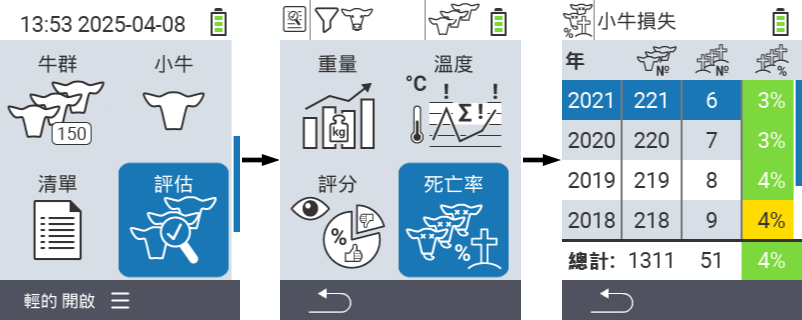 13:53 2025-04-08
牛群 小牛
150
清單 評估
輕的 開啟
重量 溫度
kg °C ! Σ! !
評分 死亡率
% %
% 小牛損失
年 № № %
2021 221 6 3%
2020 220 7 3%
2019 219 8 4%
2018 218 9 4%
總計: 1311 51 4%